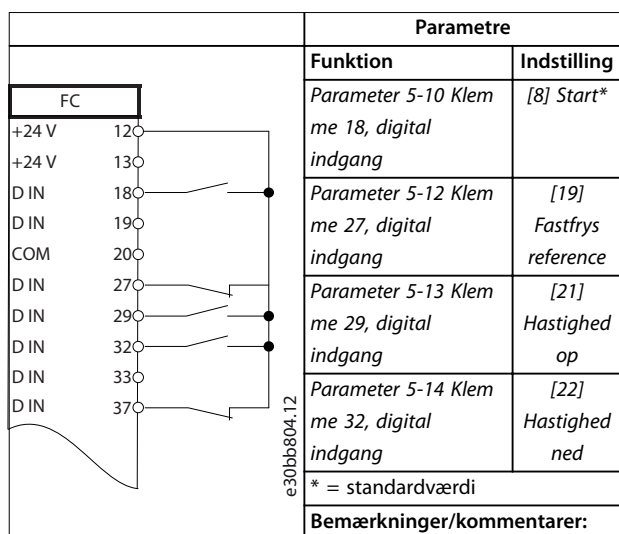 Parametre
Funktion Indstilling
FC
+24 V 12
+24 V 13
D IN 18
D IN 19
COM 20
D IN 27
D IN 29
D IN 32
D IN 33
D IN 37
e30bb804.12
Parameter 5-10 Klem
me 18, digital
indgang
[8] Start*
Parameter 5-12 Klem
me 27, digital
indgang
[19]
Fastfrys
reference
Parameter 5-13 Klem
me 29, digital
indgang
[21]
Hastighed
op
Parameter 5-14 Klem
me 32, digital
indgang
[22]
Hastighed
ned
* = standardværdi
Bemærkninger/kommentarer: